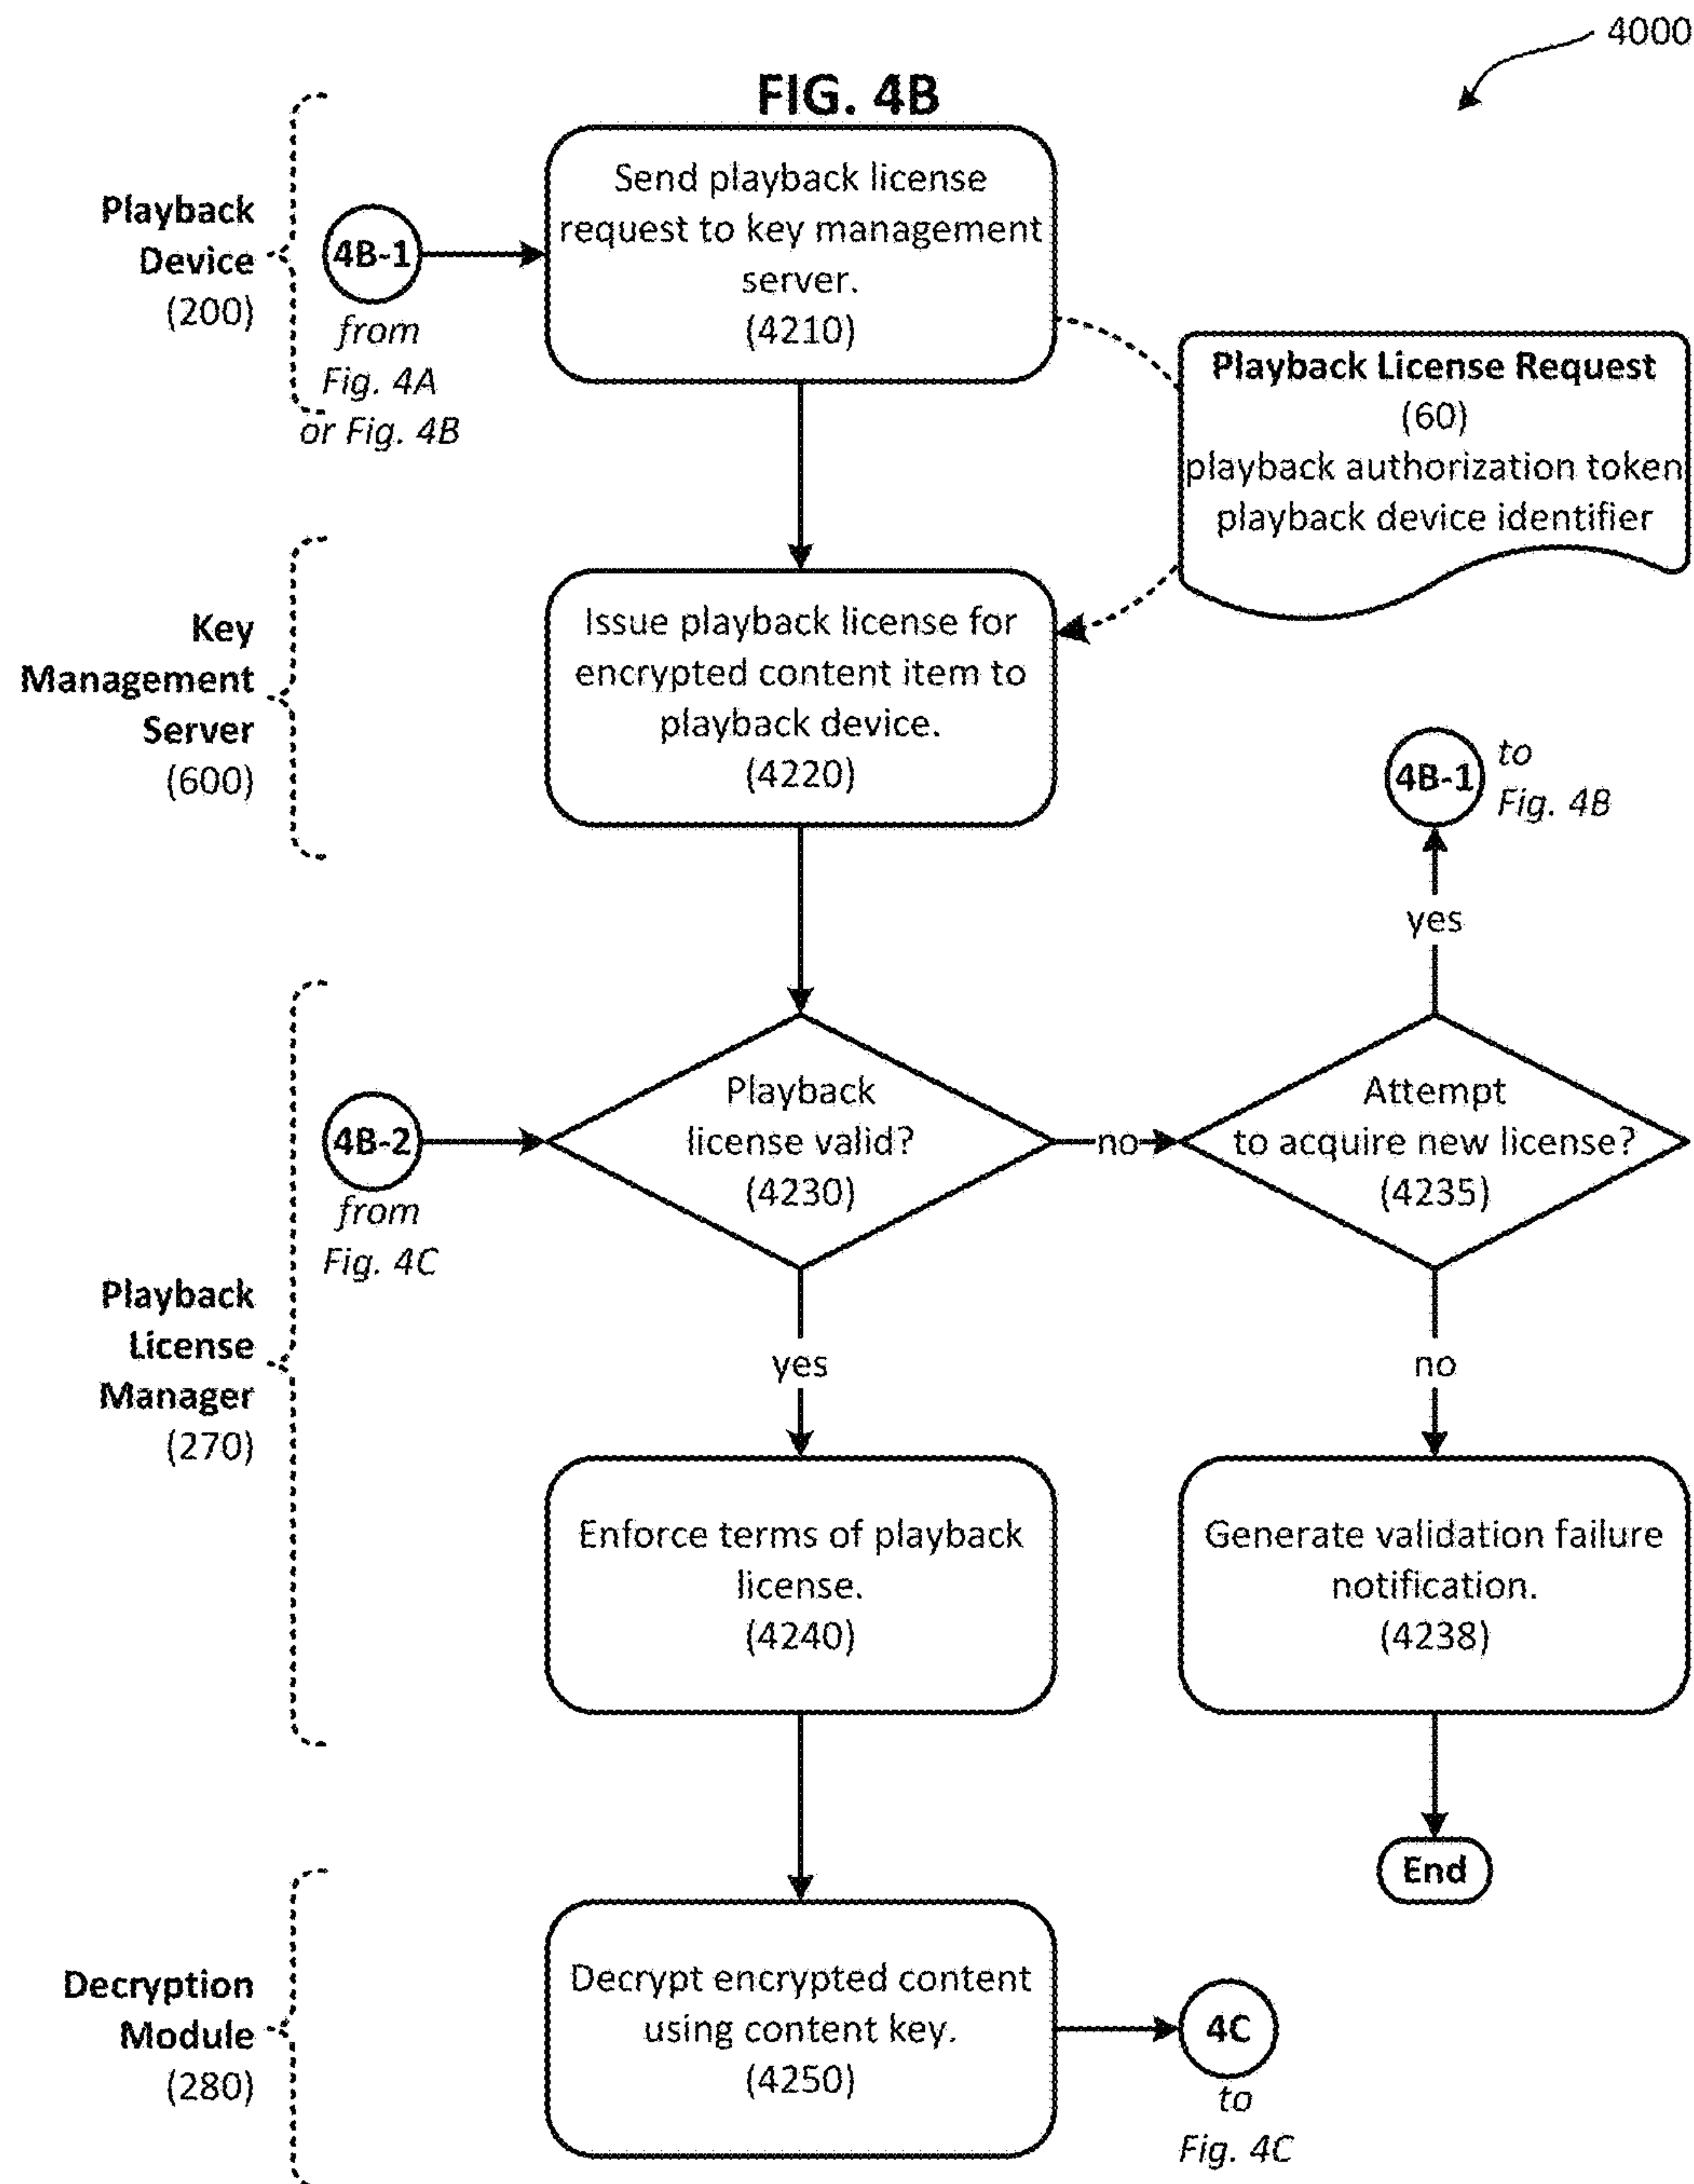 4000
FIG. 4B
Playback
Device
(200)
4B-1
from
Fig. 4A
or Fig. 4B
Send playback license
request to key management
server.
(4210)
Playback License Request
(60)
playback authorization token
playback device identifier
Key
Management
Server
(600)
Issue playback license for
encrypted content item to
playback device.
(4220)
4B-1
to
Fig. 4B
yes
Playback
License
Manager
(270)
4B-2
from
Fig. 4C
Playback
license valid?
(4230)
no
Attempt
to acquire new license?
(4235)
yes
no
Enforce terms of playback
license.
(4240)
Generate validation failure
notification.
(4238)
End
Decryption
Module
(280)
Decrypt encrypted content
using content key.
(4250)
4C
to
Fig. 4C